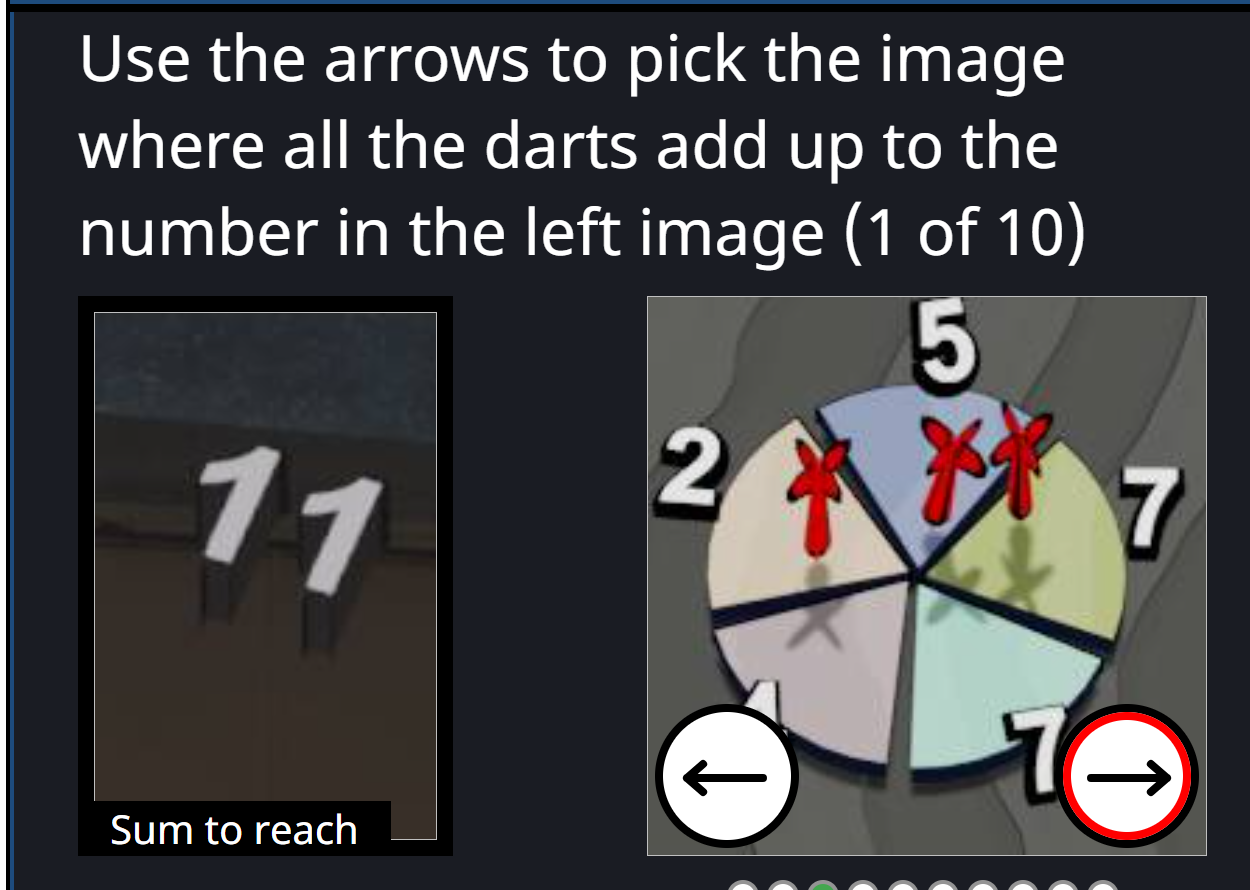 Use the arrows to pick the image
where all the darts add up to the
number in the left image (1 of 10)
11
Sum to reach
5
2
7
7